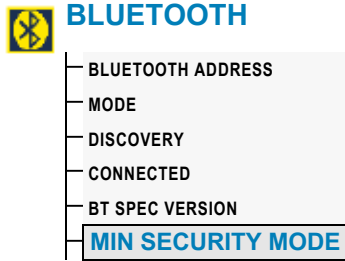 BLUETOOTH
BLUETOOTH ADDRESS
MODE
DISCOVERY
CONNECTED
BT SPEC VERSION
MIN SECURITY MODE